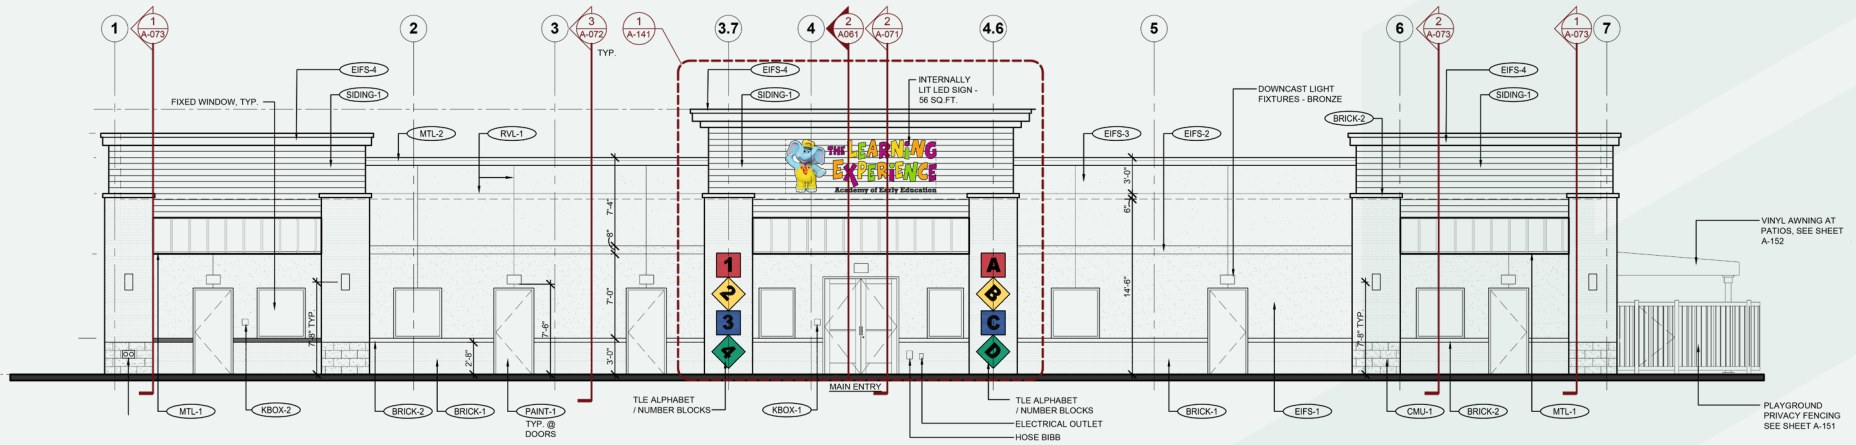 1
1
A-073
2
3
3
A-072
TYP.
1
A-141
3.7
4
2
A061
2
A-071
4.6
5
6
2
A-073
1
A-073
7
EIFS-4
SIDING-1
FIXED WINDOW, TYP.
MTL-2
RVL-1
EIFS-4
SIDING-1
INTERNALLY
LIT LED SIGN -
56 SQ.FT.
EIFS-3
EIFS-2
DOWNCAST LIGHT
FIXTURES - BRONZE
BRICK-2
EIFS-4
SIDING-1
THE LEARNING
EXPERIENCE
Academy of Early Education
3'-0"
6"
14'-6"
7'-4"
8"
7'-0"
3'-0"
7'-8" TYP.
2'-8"
7'-6"
7'-8" TYP.
1
2
3
4
A
B
C
D
VINYL AWNING AT
PATIOS, SEE SHEET
A-152
MAIN ENTRY
MTL-1
KBOX-2
BRICK-2
BRICK-1
PAINT-1
TYP. @
DOORS
TLE ALPHABET
/ NUMBER BLOCKS
KBOX-1
TLE ALPHABET
/ NUMBER BLOCKS
ELECTRICAL OUTLET
HOSE BIBB
BRICK-1
EIFS-1
CMU-1
BRICK-2
MTL-1
PLAYGROUND
PRIVACY FENCING
SEE SHEET A-151